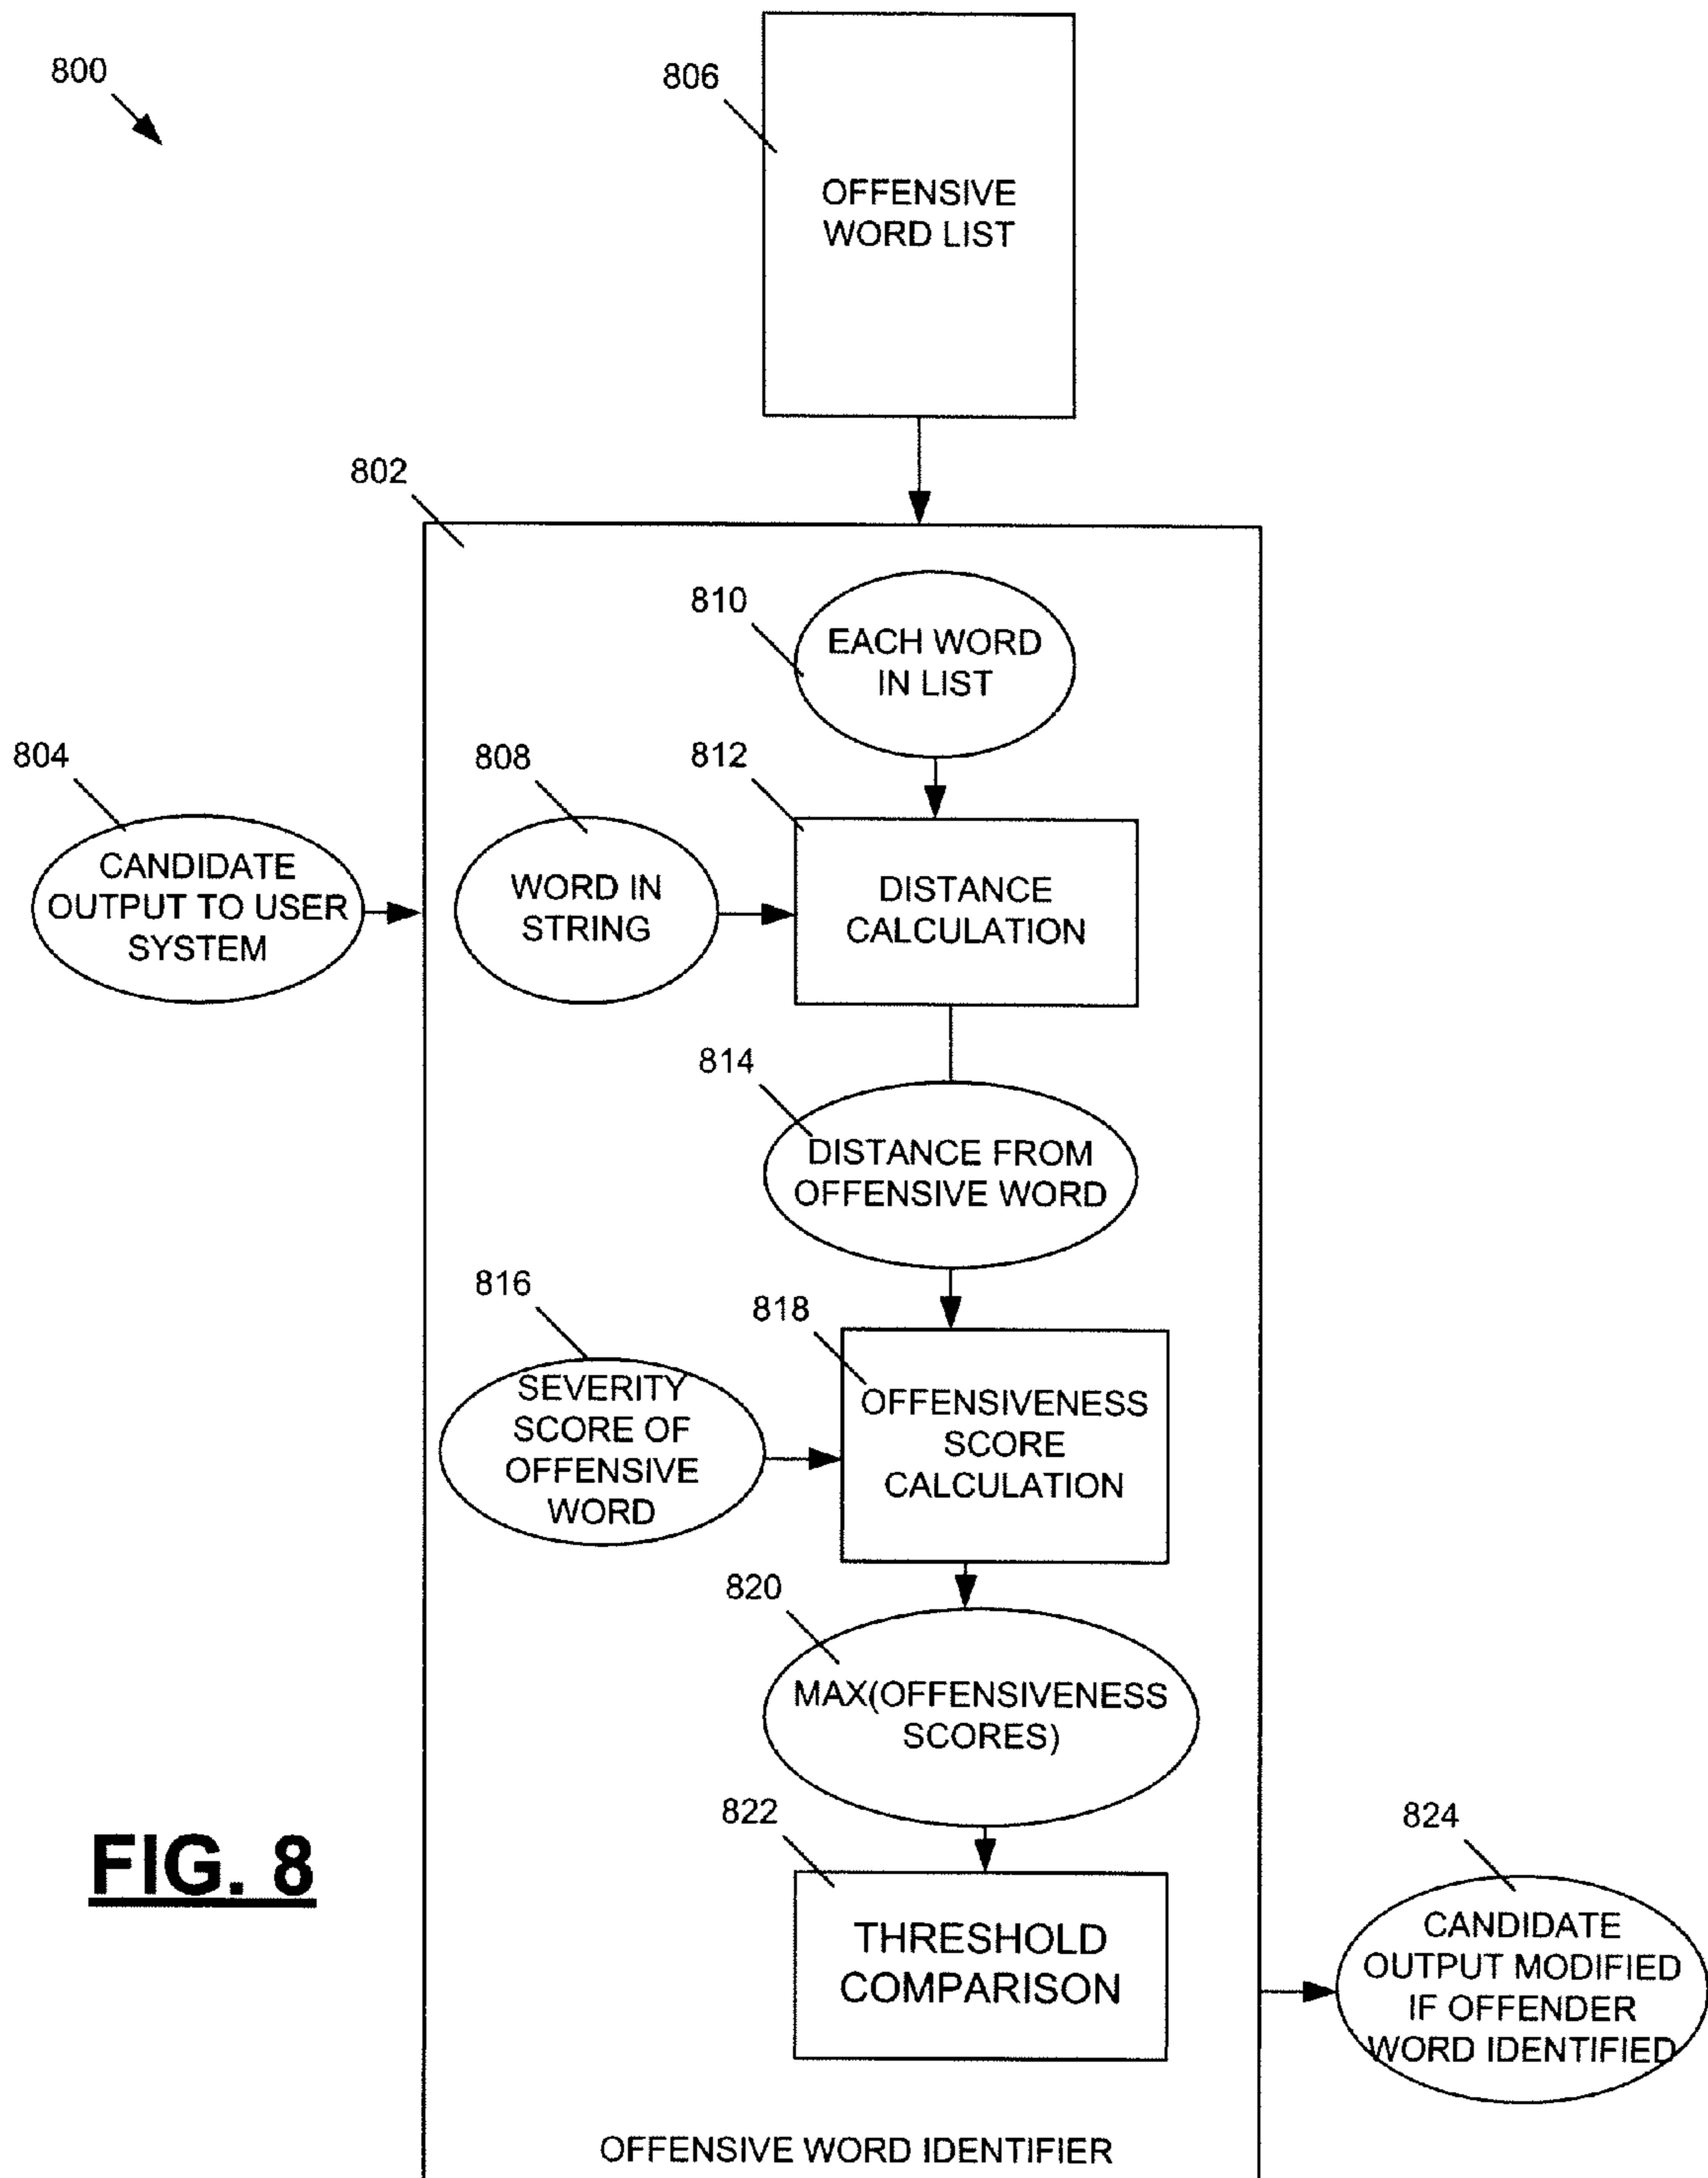 800
806
OFFENSIVE
WORD LIST
802
810
EACH WORD
IN LIST
804
808
812
CANDIDATE
OUTPUT TO USER
SYSTEM
WORD IN
STRING
DISTANCE
CALCULATION
814
DISTANCE FROM
OFFENSIVE WORD
816
818
SEVERITY
SCORE OF
OFFENSIVE
WORD
OFFENSIVENESS
SCORE
CALCULATION
820
MAX(OFFENSIVENESS
SCORES)
822
824
FIG. 8
THRESHOLD
COMPARISON
CANDIDATE
OUTPUT MODIFIED
IF OFFENDER
WORD IDENTIFIED
OFFENSIVE WORD IDENTIFIER